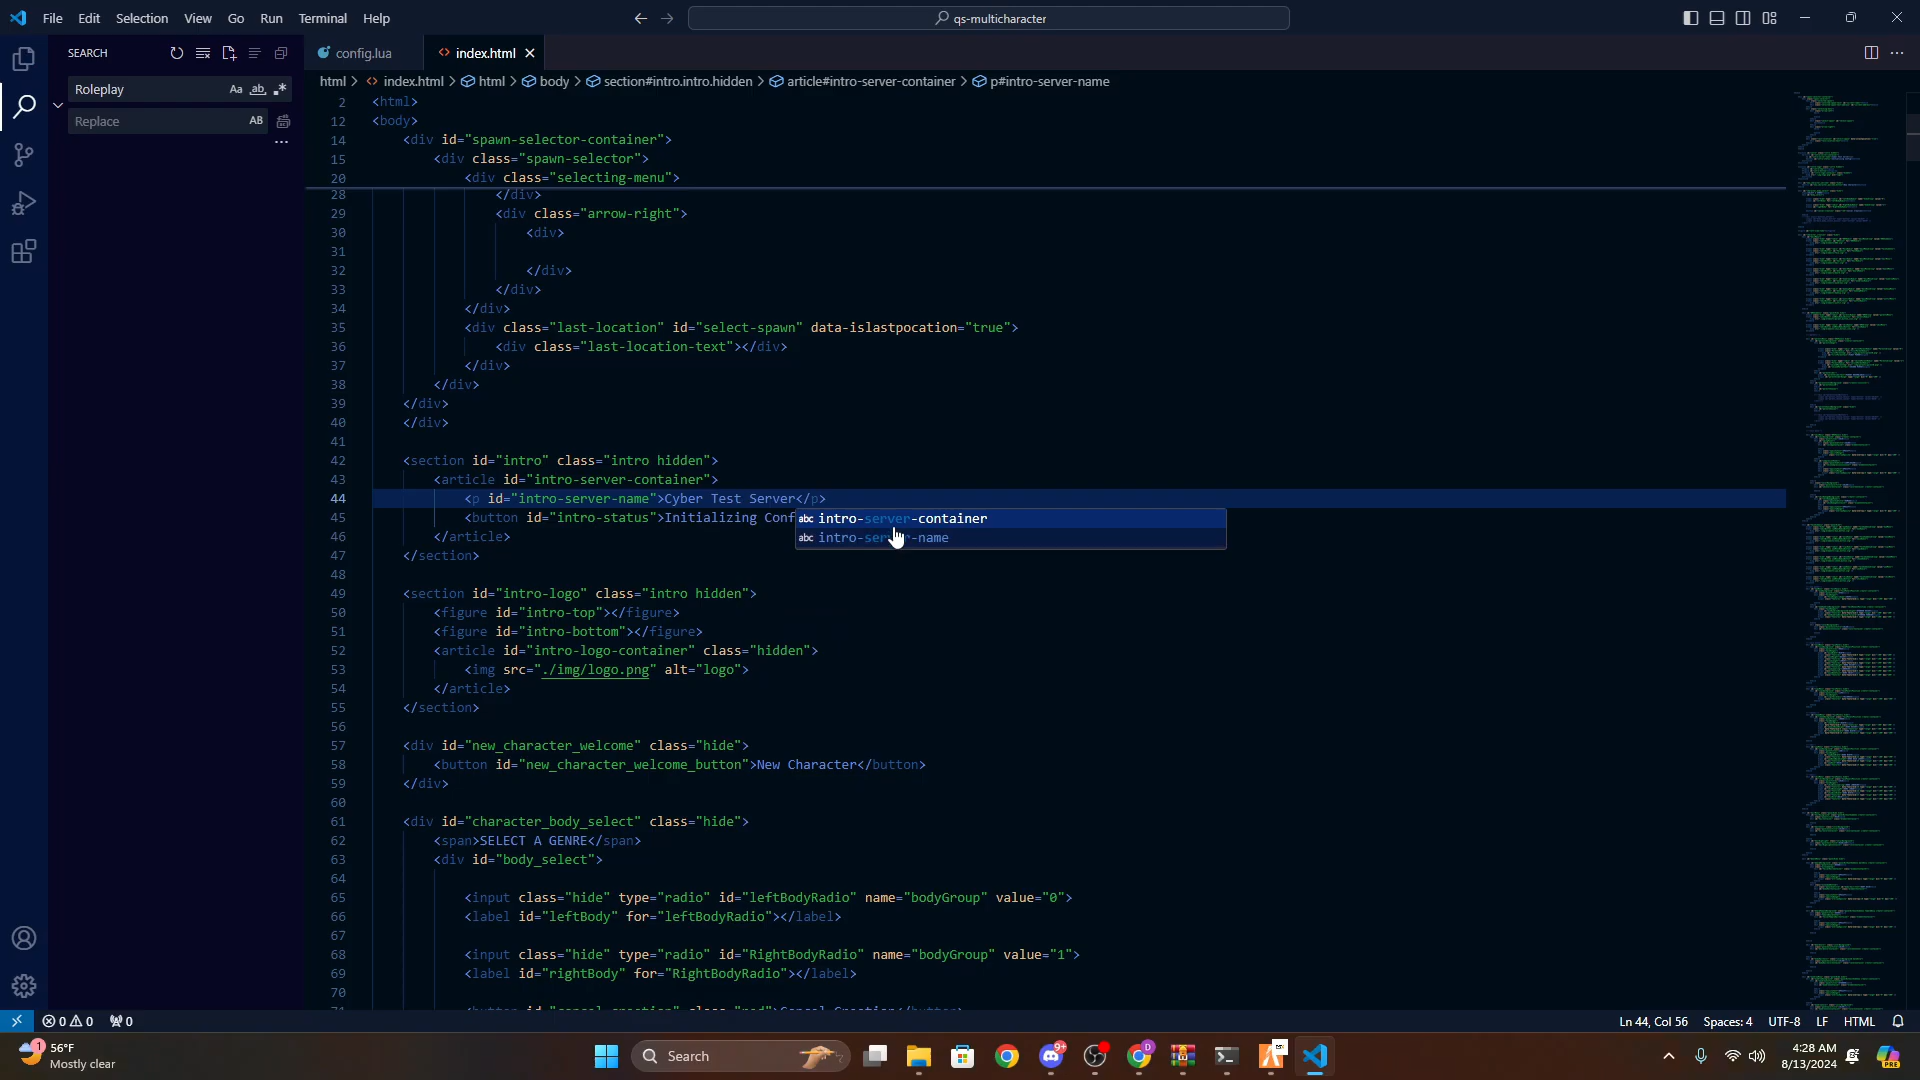 File Edit Selection View Go Run Terminal Help
qs-multicharacter
SEARCH
Roleplay
Aa ab
Replace
AB
config.lua
index.html
html > index.html > html > body > section#intro.intro.hidden > article#intro-server-container > p#intro-server-name
2 <html>
12 <body>
14 <div id="spawn-selector-container">
15 <div class="spawn-selector">
20 <div class="selecting-menu">
28 </div>
29 <div class="arrow-right">
30 <div>
31
32 </div>
33 </div>
34 </div>
35 <div class="last-location" id="select-spawn" data-islastpocation="true">
36 <div class="last-location-text"></div>
37 </div>
38 </div>
39 </div>
40 </div>
41
42 <section id="intro" class="intro hidden">
43 <article id="intro-server-container">
44 <p id="intro-server-name">Cyber Test Server</p>
45 <button id="intro-status">Initializing Conf
abc intro-server-container
abc intro-server-name
46 </article>
47 </section>
48
49 <section id="intro-logo" class="intro hidden">
50 <figure id="intro-top"></figure>
51 <figure id="intro-bottom"></figure>
52 <article id="intro-logo-container" class="hidden">
53 <img src="./img/logo.png" alt="logo">
54 </article>
55 </section>
56
57 <div id="new_character_welcome" class="hide">
58 <button id="new_character_welcome_button">New Character</button>
59 </div>
60
61 <div id="character_body_select" class="hide">
62 <span>SELECT A GENRE</span>
63 <div id="body_select">
64
65 <input class="hide" type="radio" id="leftBodyRadio" name="bodyGroup" value="0">
66 <label id="leftBody" for="leftBodyRadio"></label>
67
68 <input class="hide" type="radio" id="RightBodyRadio" name="bodyGroup" value="1">
69 <label id="rightBody" for="RightBodyRadio"></label>
70
0 0 0
Ln 44, Col 56 Spaces: 4 UTF-8 LF HTML
1 56°F
Mostly clear
Search
9+
D
4:28 AM
8/13/2024
PRE